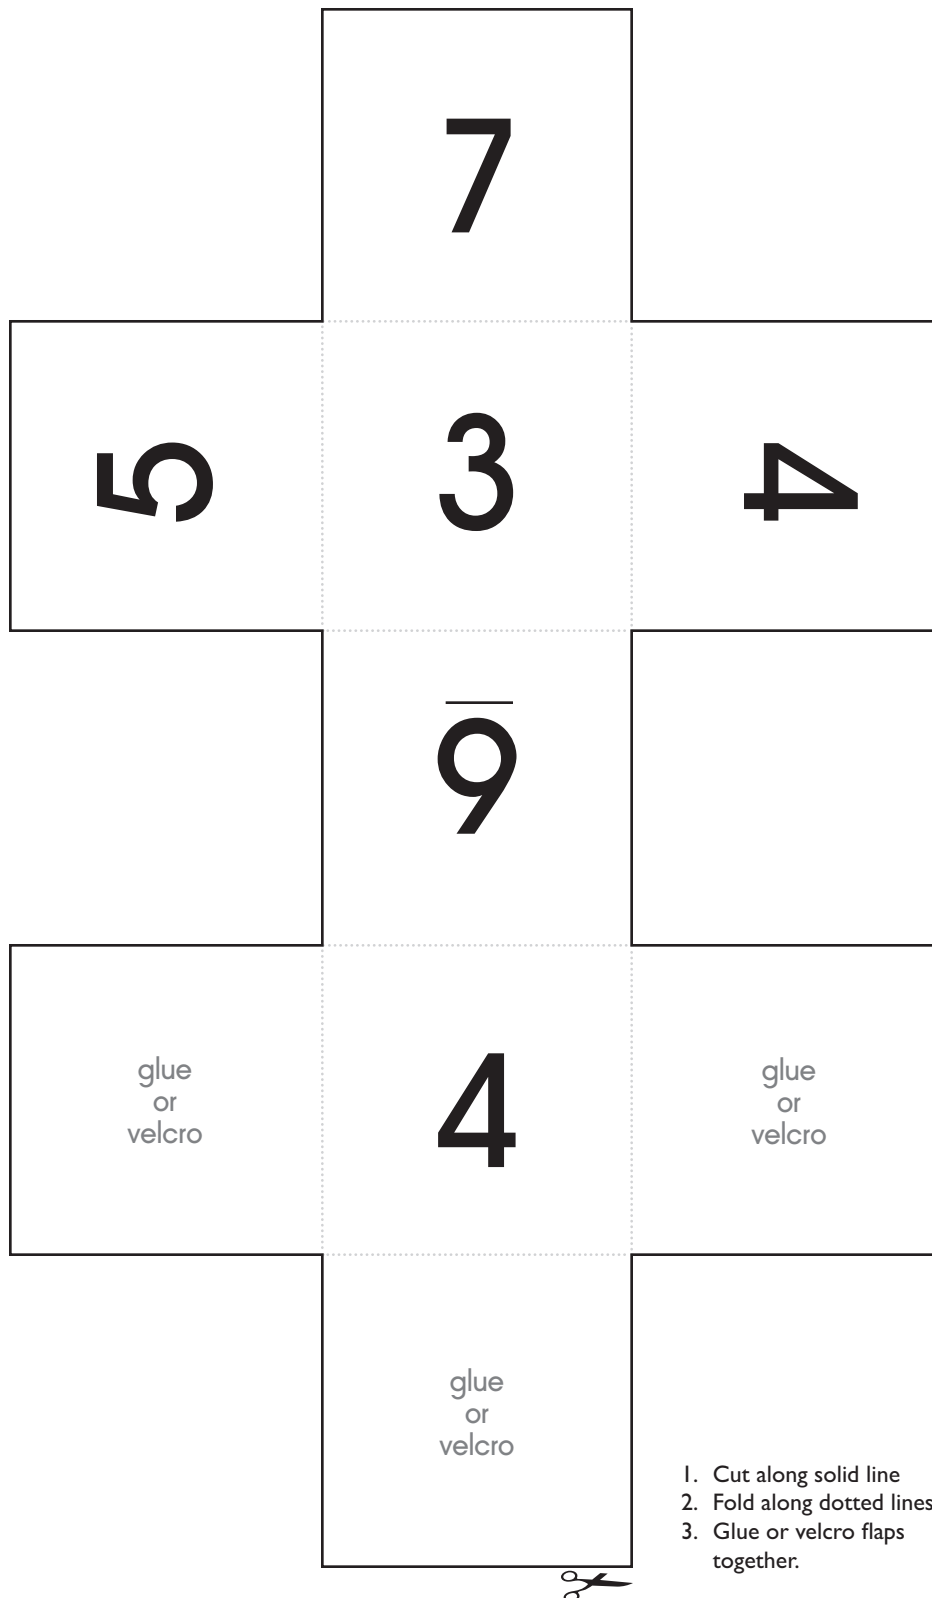 7
5 3 4
6
glue
or
velcro
4
glue
or
velcro
glue
or
velcro
1. Cut along solid line
2. Fold along dotted lines
3. Glue or velcro flaps
together.